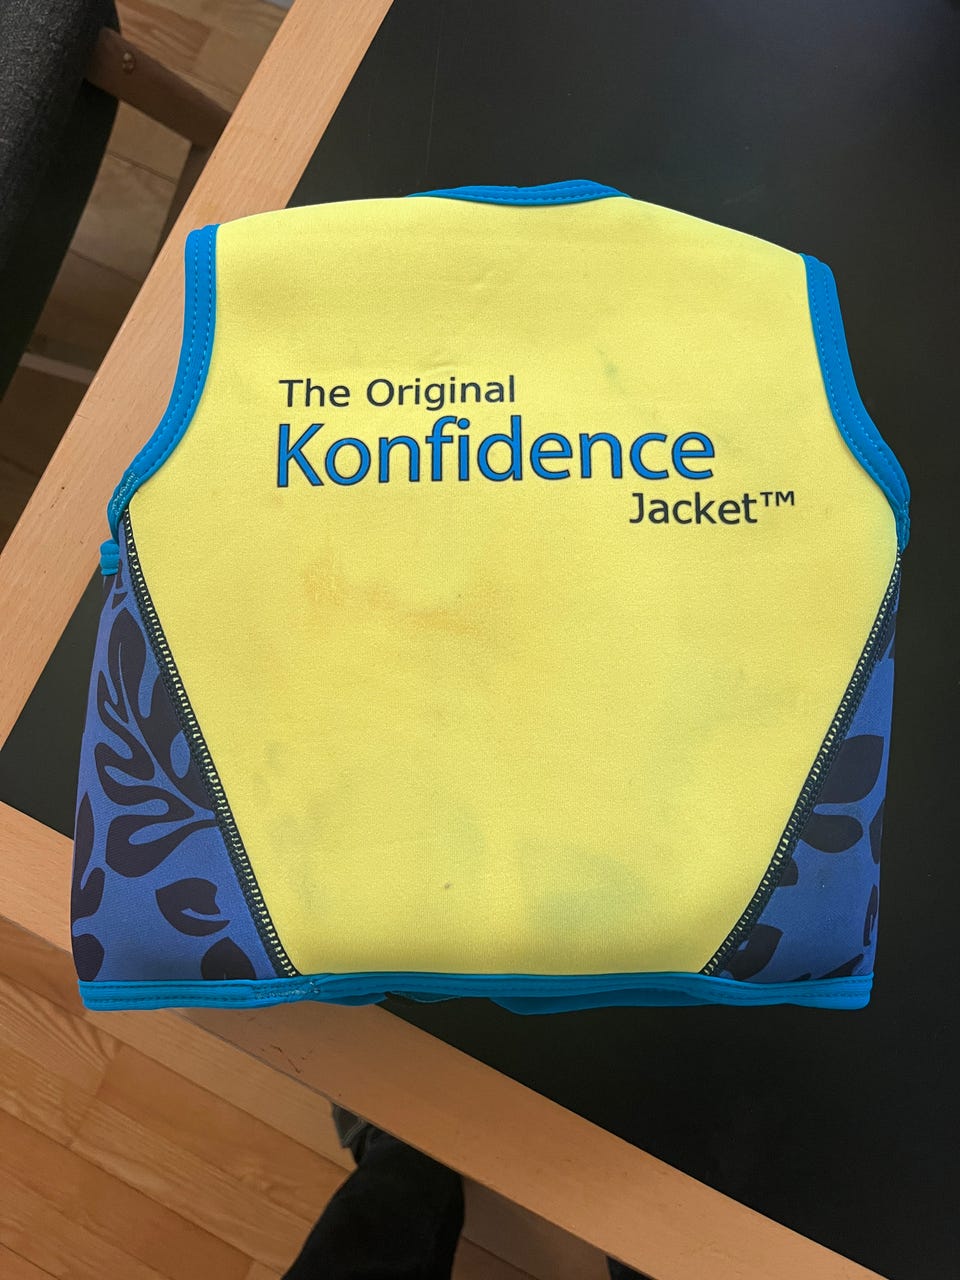 The Original
Konfidence
Jacket™